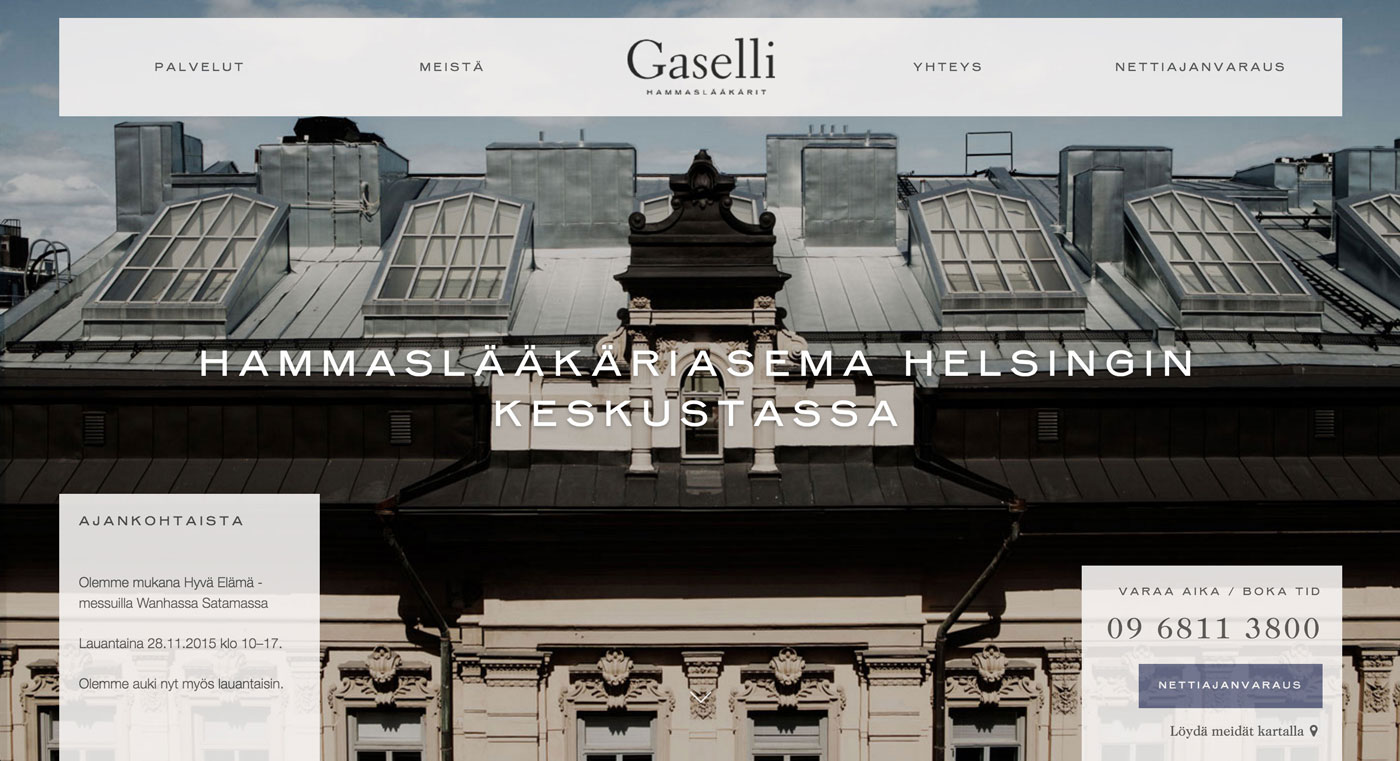 PALVELUT
MEISTÄ
Gaselli
HAMMASLÄÄKÄRIT
YHTEYS
NETTIAJANVARAUS
HAMMASLÄÄKÄRIASEMA HELSINGIN
KESKUSTASSA
AJANKOHTAISTA
Olemme mukana Hyvä Elämä -
messuilla Wanhassa Satamassa
Lauantaina 28.11.2015 klo 10–17.
Olemme auki nyt myös lauantaisin.
VARAA AIKA / BOKA TID
09 6811 3800
NETTIAJANVARAUS
Löydä meidät kartalla